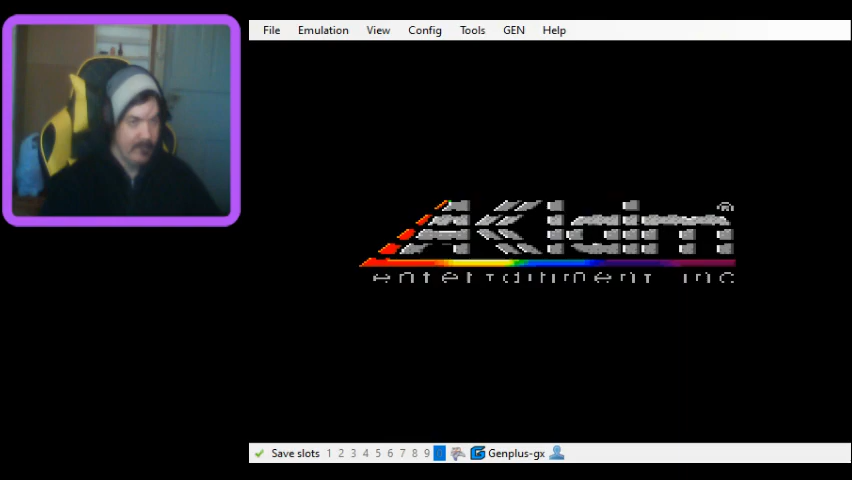 File Emulation View Config Tools GEN Help
AKklaim®
entertainment inc
Save slots 1 2 3 4 5 6 7 8 9 0 Genplus-gx